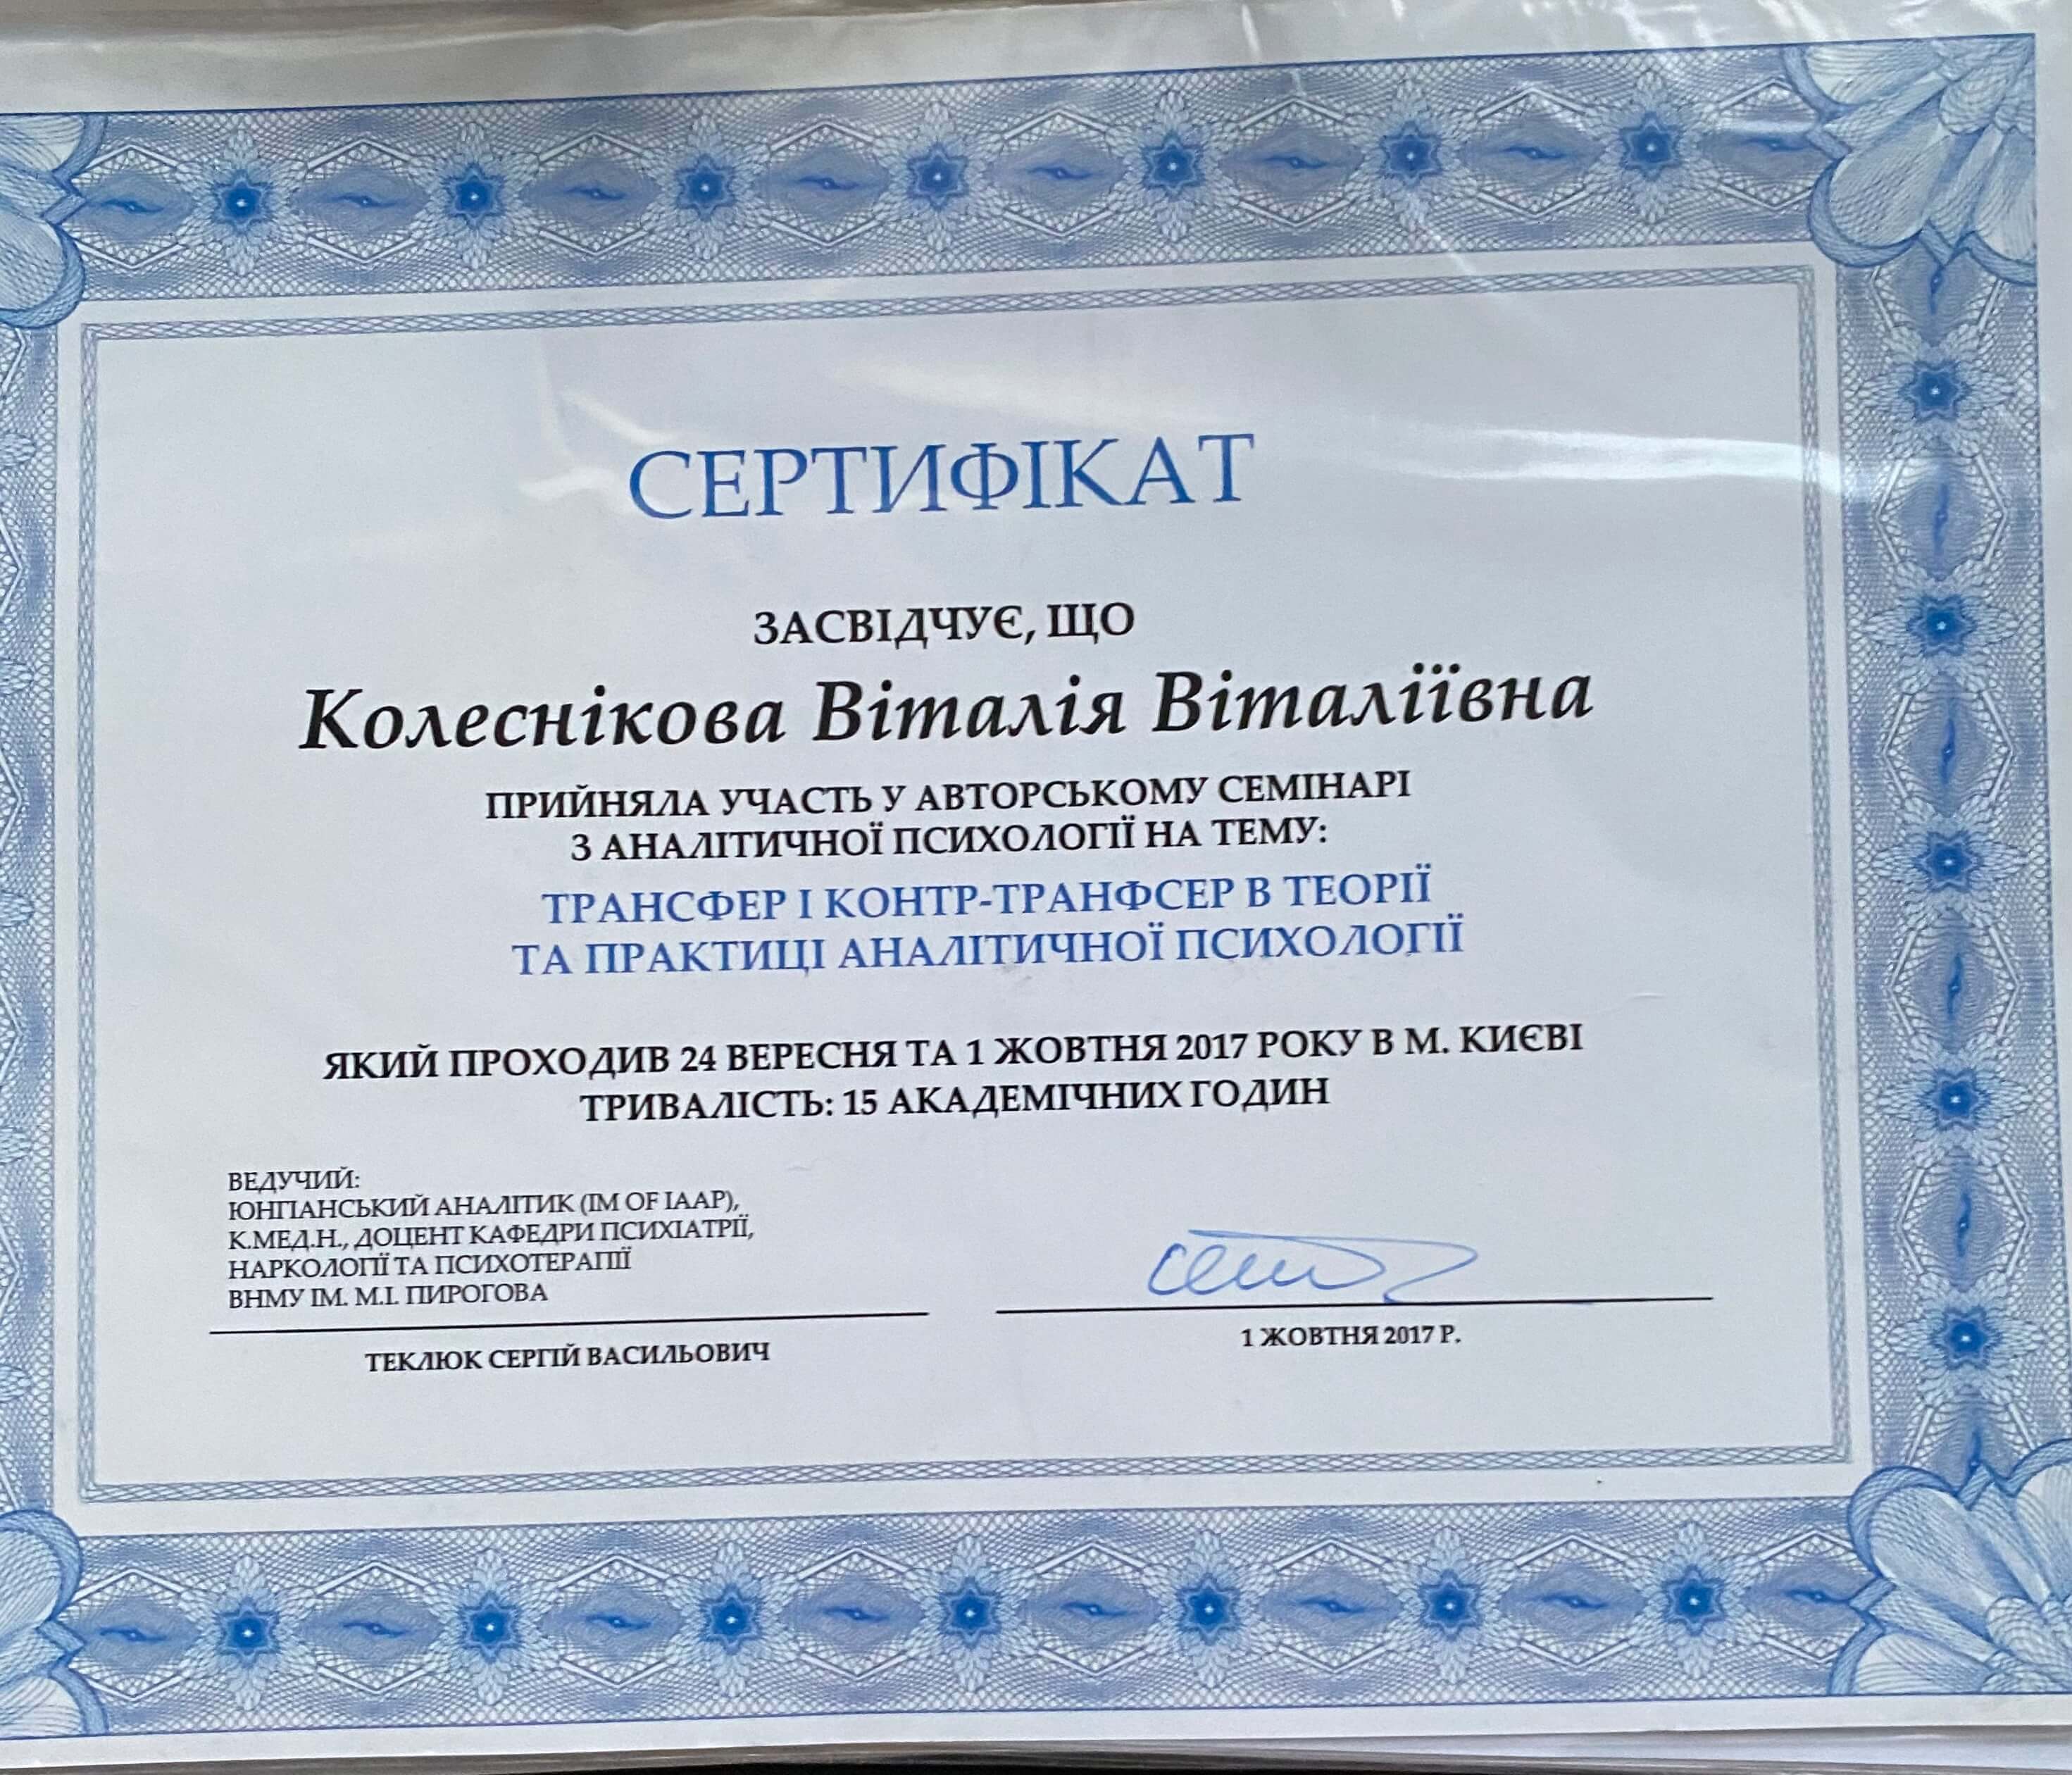 СЕРТИФІКАТ
ЗАСВІДЧУЄ, ЩО
Колеснікова Віталія Віталіївна
ПРИЙНЯЛА УЧАСТЬ У АВТОРСЬКОМУ СЕМІНАРІ
З АНАЛІТИЧНОЇ ПСИХОЛОГІЇ НА ТЕМУ:
ТРАНСФЕР І КОНТР-ТРАНФСЕР В ТЕОРІЇ
ТА ПРАКТИЦІ АНАЛІТИЧНОЇ ПСИХОЛОГІЇ
ЯКИЙ ПРОХОДИВ 24 ВЕРЕСНЯ ТА 1 ЖОВТНЯ 2017 РОКУ В М. КИЄВІ
ТРИВАЛІСТЬ: 15 АКАДЕМІЧНИХ ГОДИН
ВЕДУЧИЙ:
ЮНГІАНСЬКИЙ АНАЛІТИК (IM OF IAAP),
К.МЕД.Н., ДОЦЕНТ КАФЕДРИ ПСИХІАТРІЇ,
НАРКОЛОГІЇ ТА ПСИХОТЕРАПІЇ
ВНМУ ІМ. М.І. ПИРОГОВА
ТЕКЛЮК СЕРГІЙ ВАСИЛЬОВИЧ
1 ЖОВТНЯ 2017 Р.